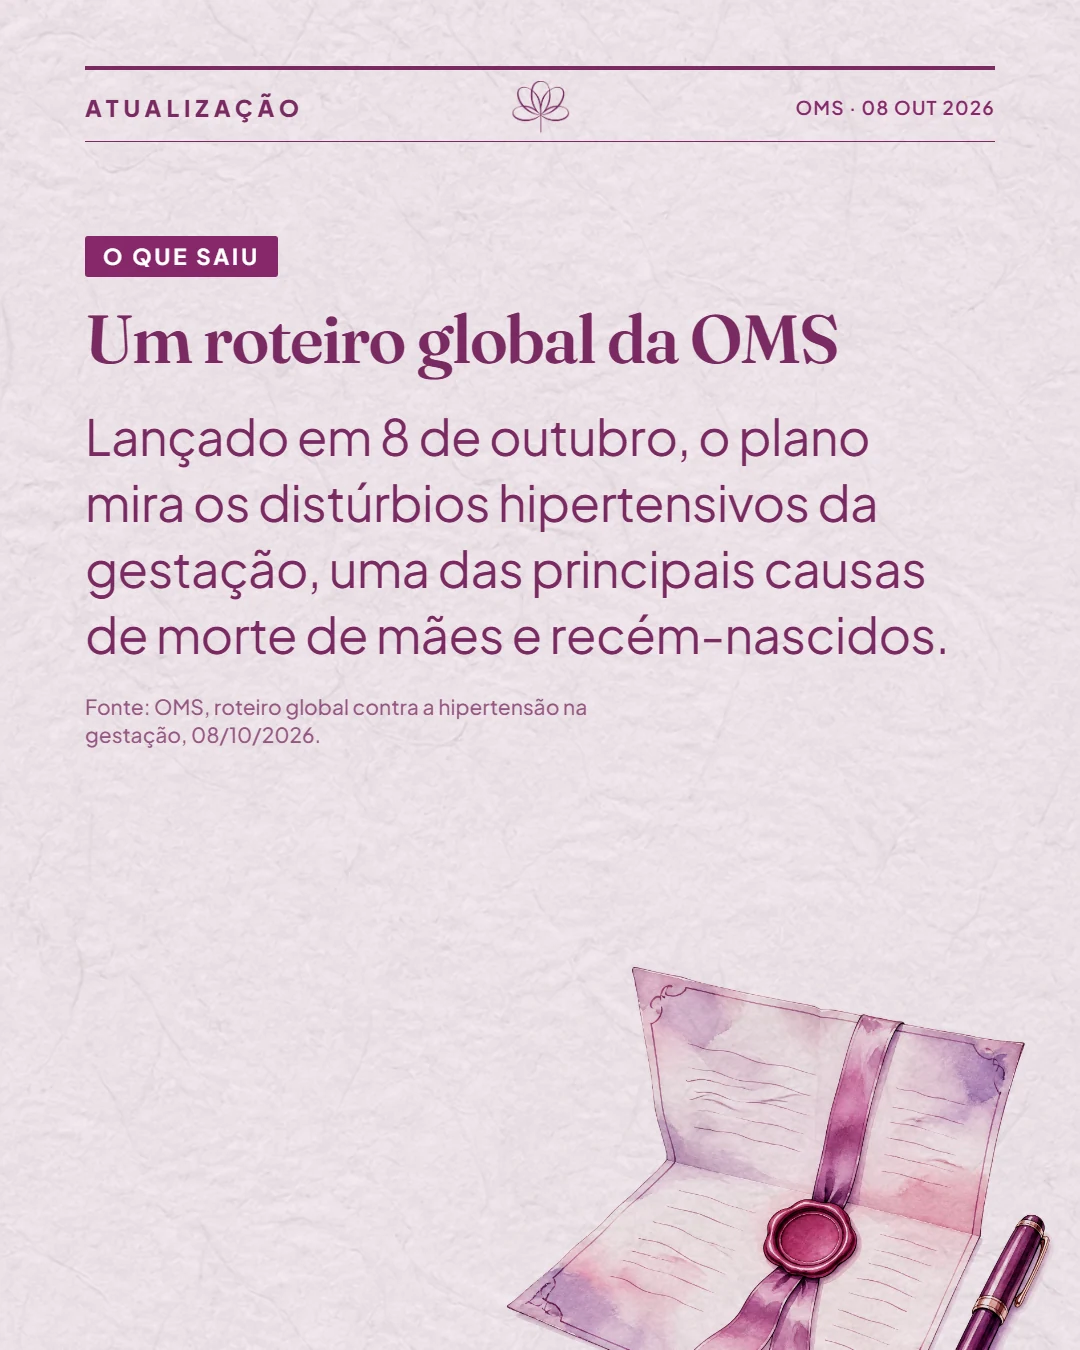 ATUALIZAÇÃO
OMS · 08 OUT 2026
O QUE SAIU
Um roteiro global da OMS
Lançado em 8 de outubro, o plano
mira os distúrbios hipertensivos da
gestação, uma das principais causas
de morte de mães e recém-nascidos.
Fonte: OMS, roteiro global contra a hipertensão na
gestação, 08/10/2026.